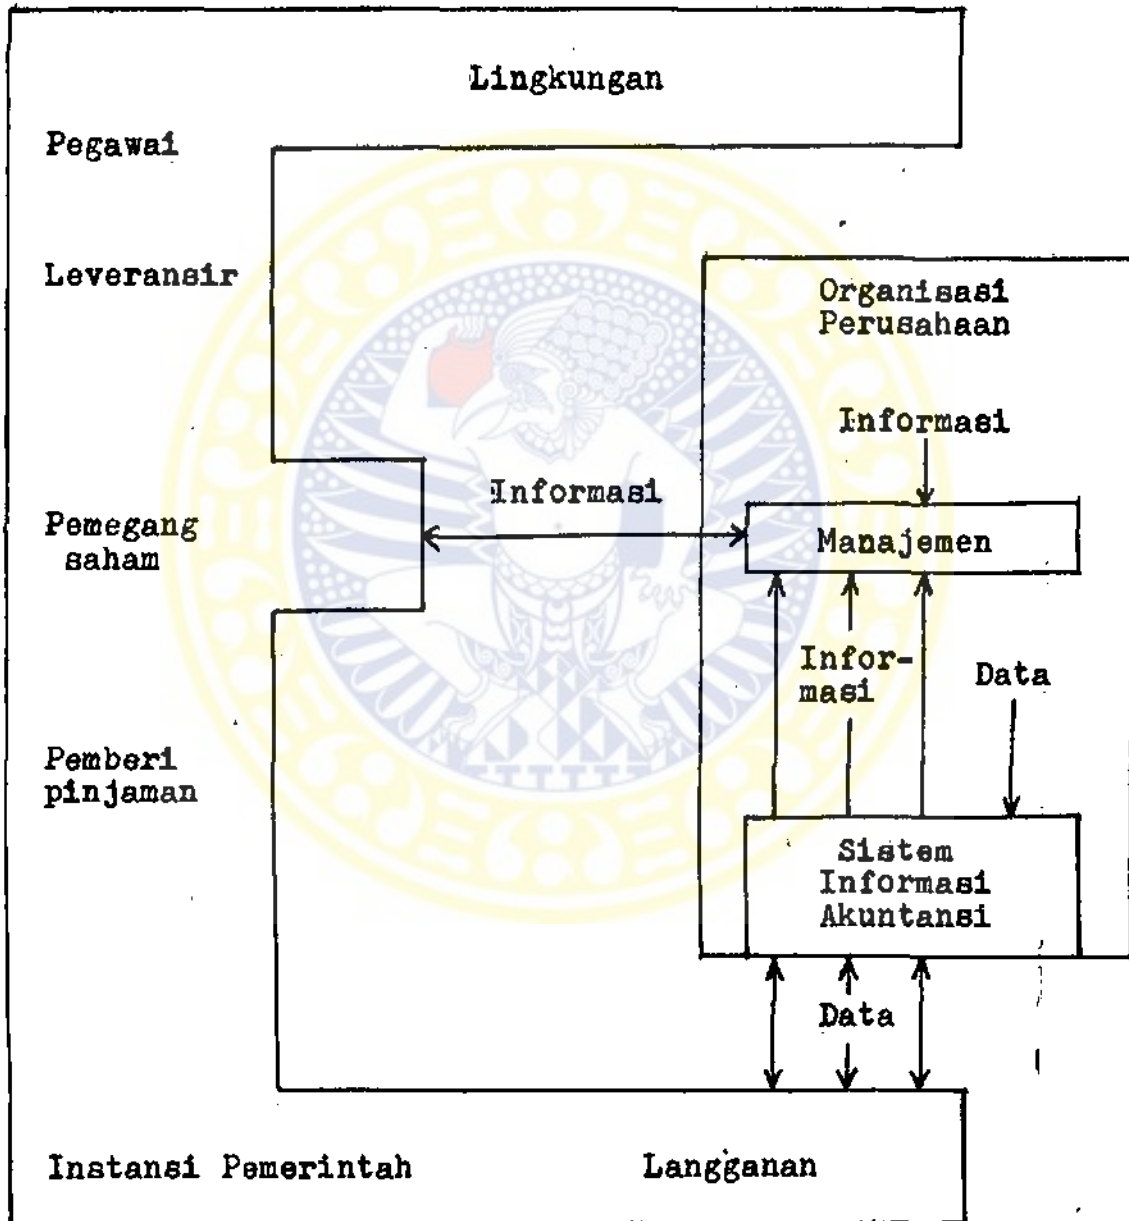 Lingkungan
Pegawai
Leveransir
Organisasi
Perusahaan
Informasi
Informasi
Pemegang
saham
Manajemen
Infor-
masi
Data
Pemberi
pinjaman
Sistem
Informasi
Akuntansi
Data
Instansi Pemerintah
Langganan